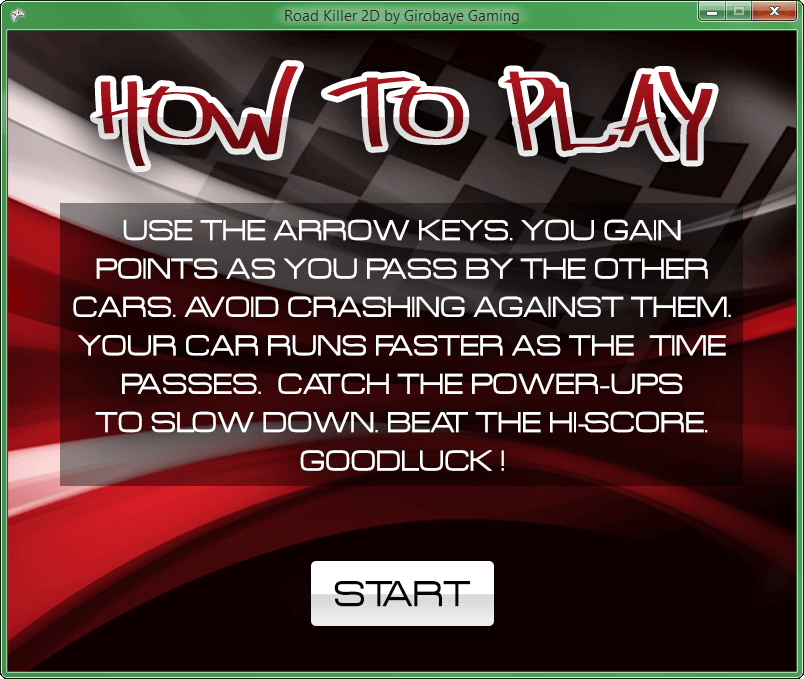 Road Killer 2D by Girobaye Gaming
HOW TO PLAY
USE THE ARROW KEYS. YOU GAIN
POINTS AS YOU PASS BY THE OTHER
CARS. AVOID CRASHING AGAINST THEM.
YOUR CAR RUNS FASTER AS THE  TIME
PASSES.  CATCH THE POWER-UPS
TO SLOW DOWN. BEAT THE HI-SCORE.
GOODLUCK !
START